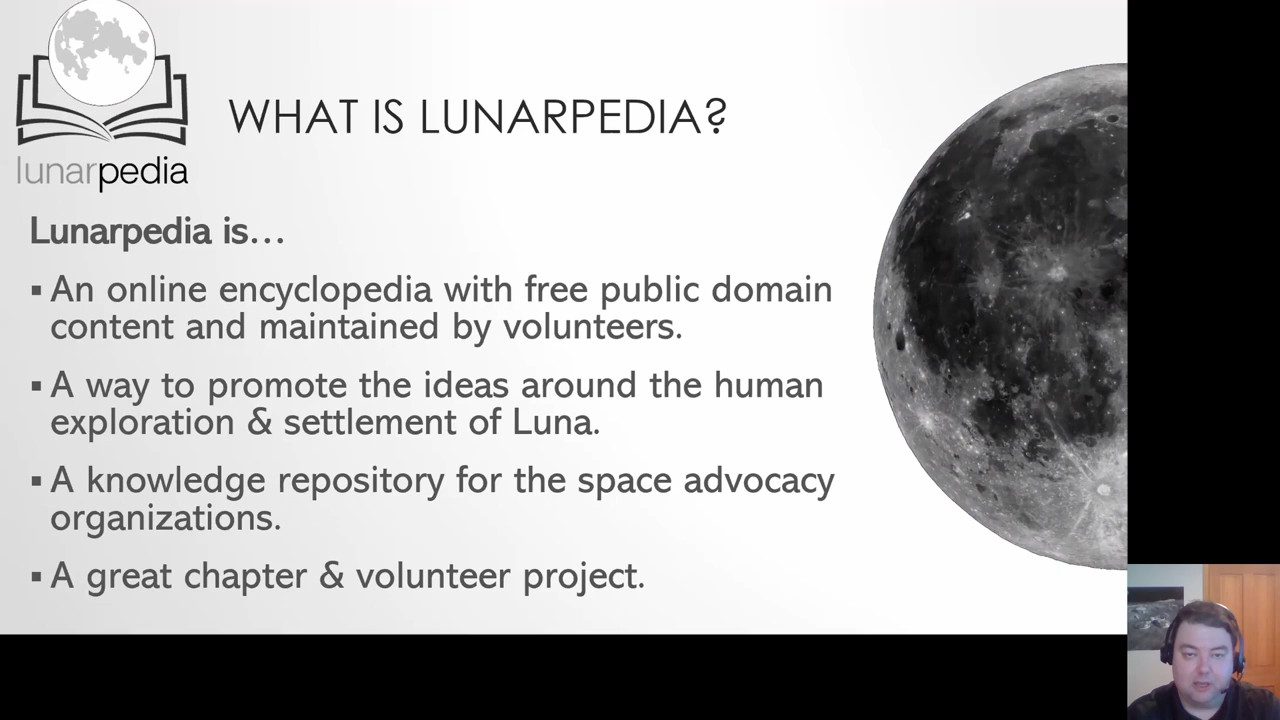 lunarpedia
WHAT IS LUNARPEDIA?
Lunarpedia is...
▪ An online encyclopedia with free public domain
content and maintained by volunteers.
▪ A way to promote the ideas around the human
exploration & settlement of Luna.
▪ A knowledge repository for the space advocacy
organizations.
▪ A great chapter & volunteer project.